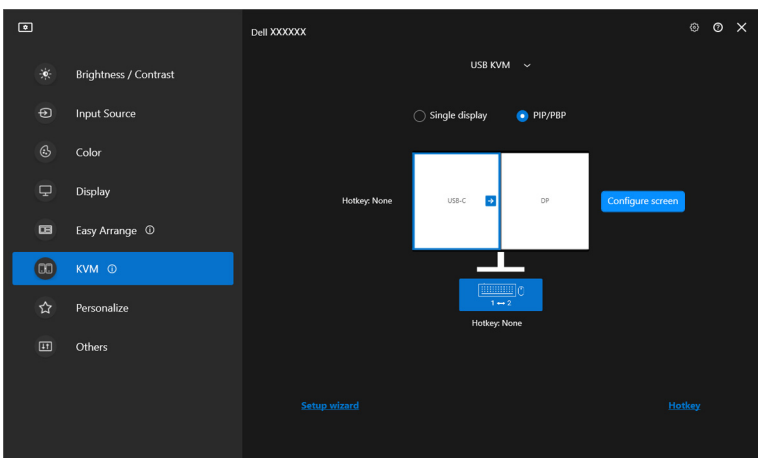 Dell XXXXXX
USB KVM
Brightness / Contrast
Input Source
Color
Display
Easy Arrange
KVM
Personalize
Others
Single display
PIP/PBP
Hotkey: None
USB-C
DP
Configure screen
1 ↔ 2
Hotkey: None
Setup wizard
Hotkey